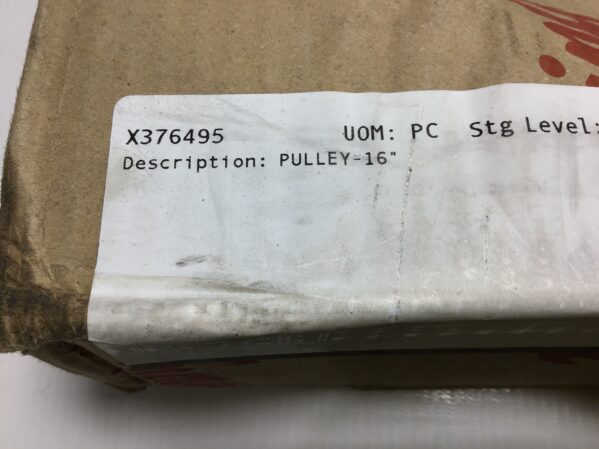 X376495 UOM: PC Stg Level:
Description: PULLEY-16"